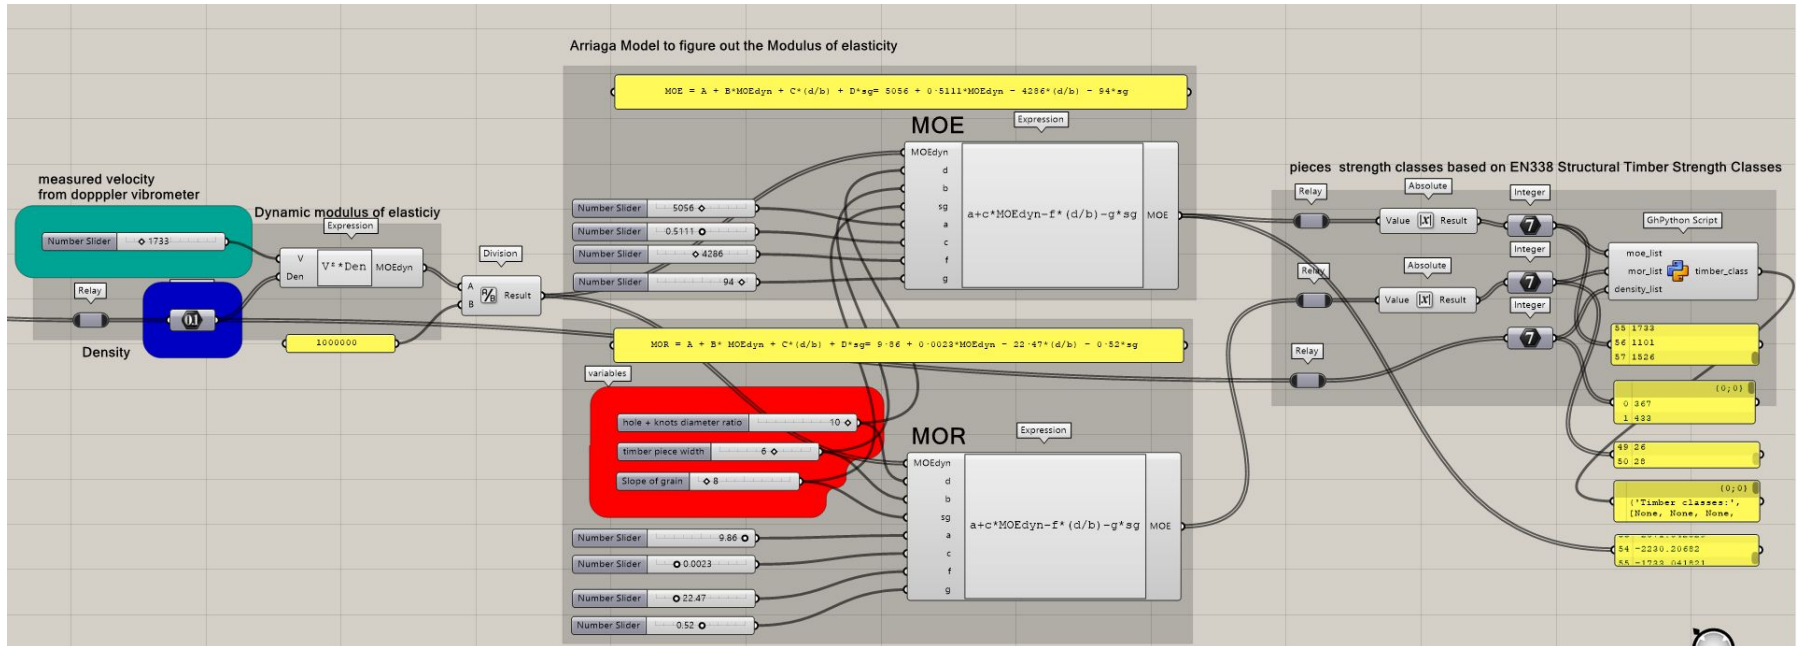 Arriaga Model to figure out the Modulus of elasticity
MOE = A + B*MOEdyn + C*(d/b) + D*sg= 5056 + 0.5111*MOEdyn - 4286*(d/b) - 94*sg
MOE
Expression
MOEdyn
d
b
sg
a
c
f
g
a+c*MOEdyn-f*(d/b)-g*sg
MOE
Number Slider 5056
Number Slider 0.5111
Number Slider 4286
Number Slider 94
measured velocity
from dopppler vibrometer
Number Slider 1733
Dynamic modulus of elasticiy
Expression
V
Den
V²*Den
MOEdyn
Division
A
B
A/B
Result
Relay
Density
1000000
MOR = A + B* MOEdyn + C*(d/b) + D*sg= 9.86 + 0.0023*MOEdyn - 22.47*(d/b) - 0.52*sg
variables
hole + knots diameter ratio 10
timber piece width 6
Slope of grain 8
MOR
Expression
MOEdyn
d
b
sg
a
c
f
g
a+c*MOEdyn-f*(d/b)-g*sg
MOE
Number Slider 9.86
Number Slider 0.0023
Number Slider 22.47
Number Slider 0.52
pieces strength classes based on EN338 Structural Timber Strength Classes
Relay
Absolute
Value |x| Result
Integer
7
Relay
Absolute
Value |x| Result
Integer
7
Relay
Integer
7
GhPython Script
moe_list
mor_list
density_list
timber_class
55 1733
56 1101
57 1526
{0;0}
0 367
1 433
49 26
50 28
{0;0}
('Timber classes:',
[None, None, None,
54 -2230.20682
55 -1733.041821